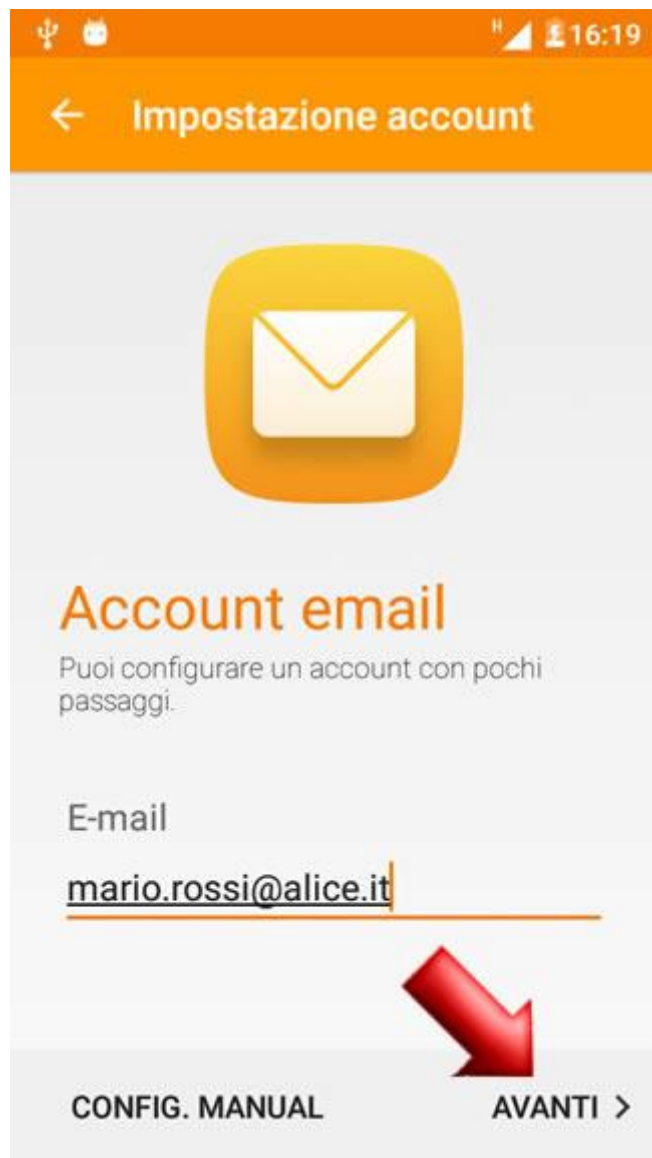 H 16:19
Impostazione account
Account email
Puoi configurare un account con pochi
passaggi.
E-mail
mario.rossi@alice.it
CONFIG. MANUAL AVANTI >